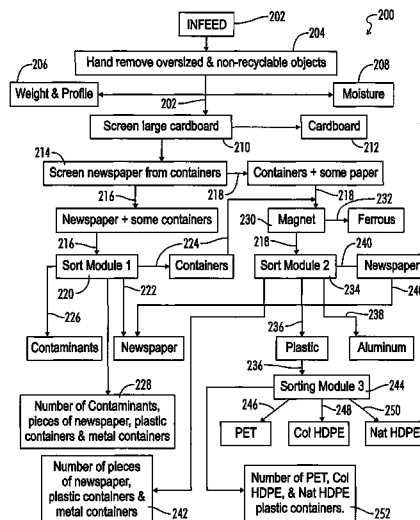 INFEED
202
200
204
Hand remove oversized & non-recyclable objects
206
208
Weight & Profile
Moisture
202
Screen large cardboard
Cardboard
210
212
214
Screen newspaper from containers
Containers + some paper
216
218
218
232
Newspaper + some containers
230
Magnet
Ferrous
216
224
218
240
Sort Module 1
Containers
Sort Module 2
Newspaper
220
222
234
240
226
236
238
Contaminants
Newspaper
Plastic
Aluminum
236
228
Sorting Module 3
244
Number of Contaminants,
pieces of newspaper, plastic
containers & metal containers
246
248
250
PET
Col HDPE
Nat HDPE
Number of pieces
of newspaper,
plastic containers &
metal containers
242
Number of PET, Col
HDPE, & Nat HDPE
plastic containers.
252